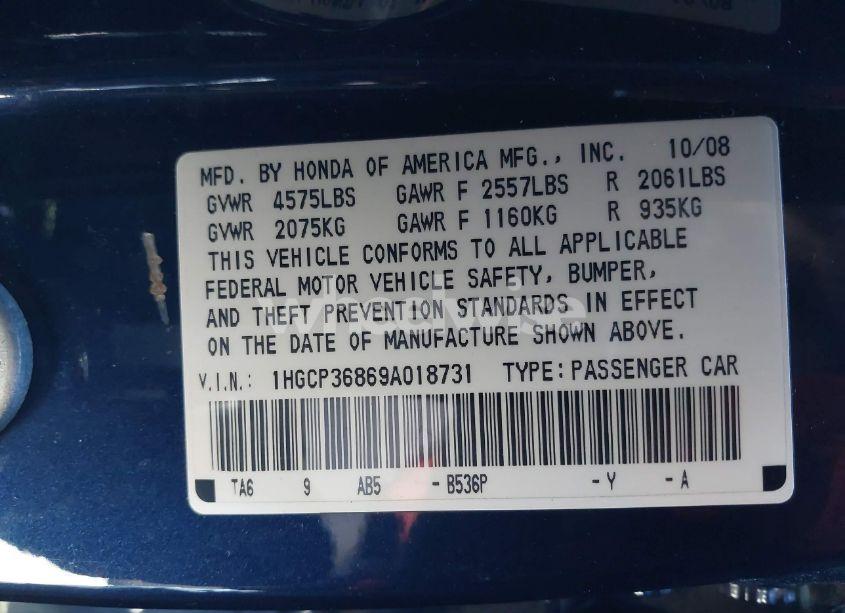 MFD. BY HONDA OF AMERICA MFG., INC. 10/08
GVWR 4575LBS GAWR F 2557LBS R 2061LBS
GVWR 2075KG GAWR F 1160KG R 935KG
THIS VEHICLE CONFORMS TO ALL APPLICABLE
FEDERAL MOTOR VEHICLE SAFETY, BUMPER,
AND THEFT PREVENTION STANDARDS IN EFFECT
ON THE DATE OF MANUFACTURE SHOWN ABOVE.
V.I.N.: 1HGCP36869A018731 TYPE:PASSENGER CAR
TA6 9 AB5 -B536P -Y -A
wheelwise